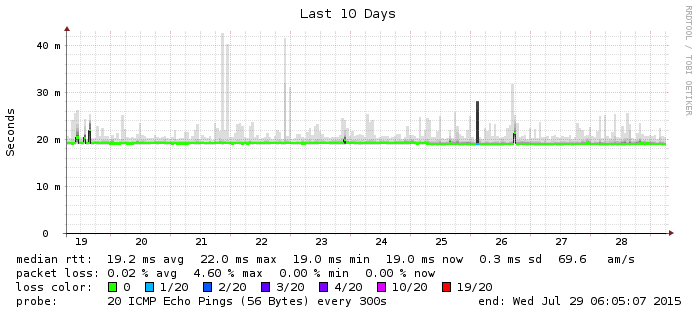 Last 10 Days
RRDTOOL / TOBI OETIKER
Seconds
40 m
30 m
20 m
10 m
0
19 20 21 22 23 24 25 26 27 28
median rtt: 19.2 ms avg 22.0 ms max 19.0 ms min 19.0 ms now 0.3 ms sd 69.6 am/s
packet loss: 0.02 % avg 4.60 % max 0.00 % min 0.00 % now
loss color: 0 1/20 2/20 3/20 4/20 10/20 19/20
probe: 20 ICMP Echo Pings (56 Bytes) every 300s end: Wed Jul 29 06:05:07 2015